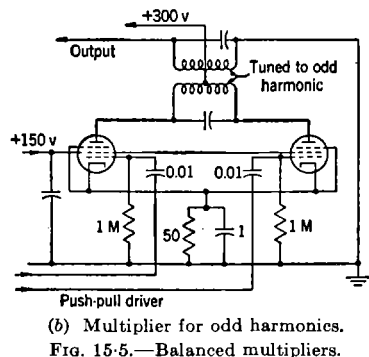 +300 v
Output
Tuned to odd
harmonic
+150 v
0.01
0.01
1 M
50
1
1 M
Push-pull driver
(b) Multiplier for odd harmonics.
Fig. 15·5.—Balanced multipliers.